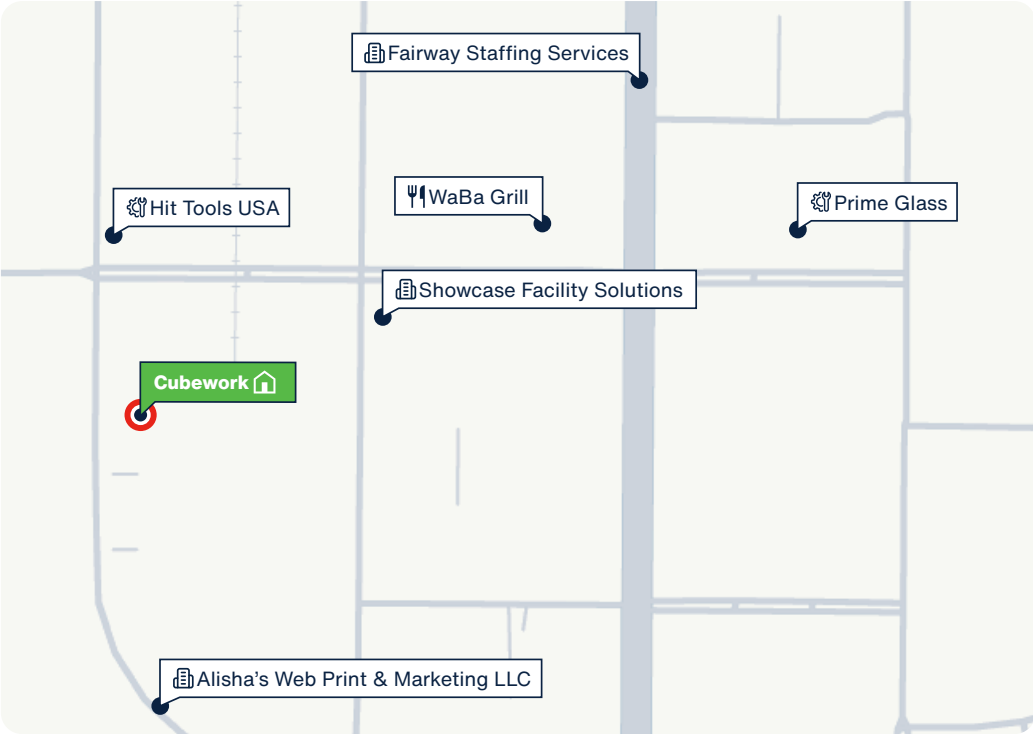 Fairway Staffing Services
Hit Tools USA
WaBa Grill
Prime Glass
Showcase Facility Solutions
Cubework
Alisha’s Web Print & Marketing LLC